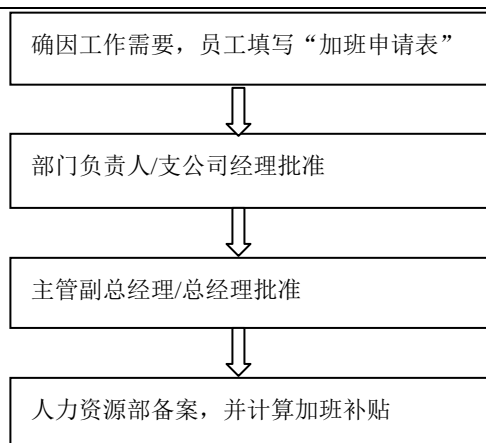 确因工作需要，员工填写“加班申请表”
部门负责人/支公司经理批准
主管副总经理/总经理批准
人力资源部备案，并计算加班补贴